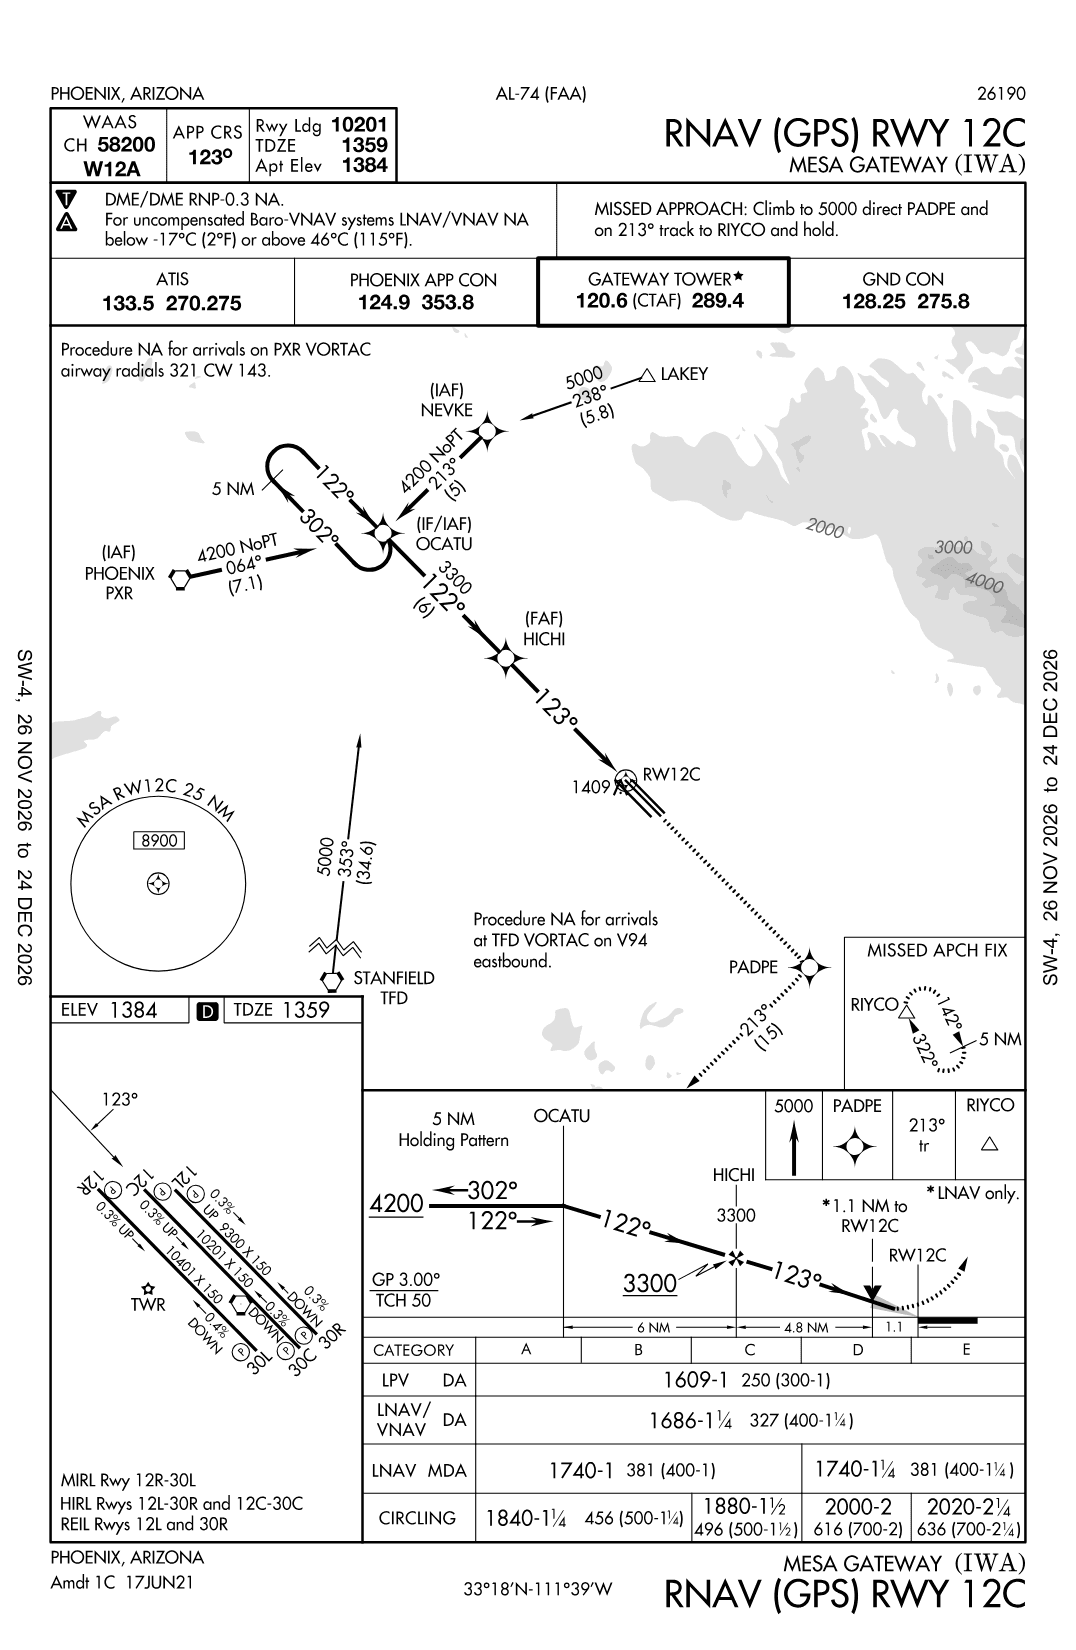 PHOENIX, ARIZONA
AL-74 (FAA)
26190
WAAS
CH 58200
W12A
APP CRS
123°
Rwy Ldg 10201
TDZE 1359
Apt Elev 1384
RNAV (GPS) RWY 12C
MESA GATEWAY (IWA)
T
A
DME/DME RNP-0.3 NA.
For uncompensated Baro-VNAV systems LNAV/VNAV NA
below -17°C (2°F) or above 46°C (115°F).
MISSED APPROACH: Climb to 5000 direct PADPE and
on 213° track to RIYCO and hold.
ATIS
133.5 270.275
PHOENIX APP CON
124.9 353.8
GATEWAY TOWER★
120.6 (CTAF) 289.4
GND CON
128.25 275.8
Procedure NA for arrivals on PXR VORTAC
airway radials 321 CW 143.
(IAF)
NEVKE
5000
238°
(5.8)
LAKEY
4200 NoPT
213°
(5)
5 NM
122°
302°
(IF/IAF)
OCATU
(IAF)
PHOENIX
PXR
4200 NoPT
064°
(7.1)
3300
122°
(6)
(FAF)
HICHI
2000
3000
4000
123°
RW12C
1409
MSA RW12C 25 NM
8900
5000
353°
(34.6)
STANFIELD
TFD
Procedure NA for arrivals
at TFD VORTAC on V94
eastbound.
PADPE
213°
(15)
MISSED APCH FIX
RIYCO
142°
322°
5 NM
SW-4, 26 NOV 2026 to 24 DEC 2026
SW-4, 26 NOV 2026 to 24 DEC 2026
ELEV 1384
D
TDZE 1359
123°
12R
12C
12L
P
P
P
0.3% UP
0.3% UP
0.3%
UP
9300 X 150
10201 X 150
10401 X 150
TWR
0.4%
DOWN
0.3%
DOWN
0.3%
DOWN
P
P
P
30L
30C
30R
MIRL Rwy 12R-30L
HIRL Rwys 12L-30R and 12C-30C
REIL Rwys 12L and 30R
5 NM
Holding Pattern
OCATU
4200
302°
122°
122°
HICHI
3300
3300
123°
5000
PADPE
213°
tr
RIYCO
*LNAV only.
*1.1 NM to
RW12C
RW12C
GP 3.00°
TCH 50
6 NM
4.8 NM
1.1
CATEGORY A B C D E
LPV DA 1609-1 250 (300-1)
LNAV/
VNAV DA 1686-1¼ 327 (400-1¼)
LNAV MDA 1740-1 381 (400-1) 1740-1¼ 381 (400-1¼)
CIRCLING 1840-1¼ 456 (500-1¼)
1880-1½
496 (500-1½)
2000-2
616 (700-2)
2020-2¼
636 (700-2¼)
PHOENIX, ARIZONA
Amdt 1C 17JUN21
33°18'N-111°39'W
MESA GATEWAY (IWA)
RNAV (GPS) RWY 12C